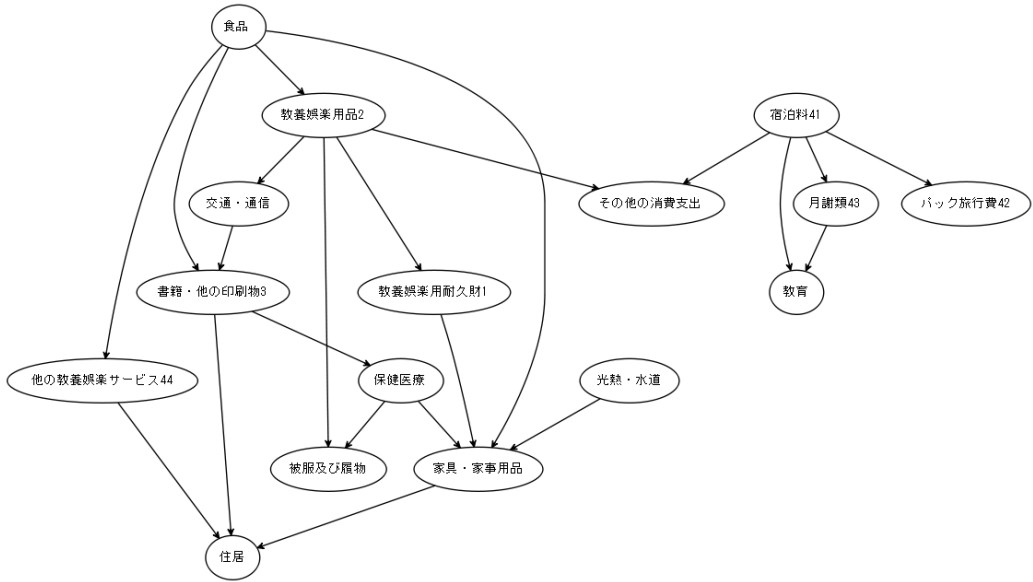 食品
教養娯楽用品2
宿泊料41
交通・通信
その他の消費支出
月謝類43
パック旅行費42
書籍・他の印刷物3
教養娯楽用耐久財1
教育
他の教養娯楽サービス44
保健医療
光熱・水道
被服及び履物
家具・家事用品
住居